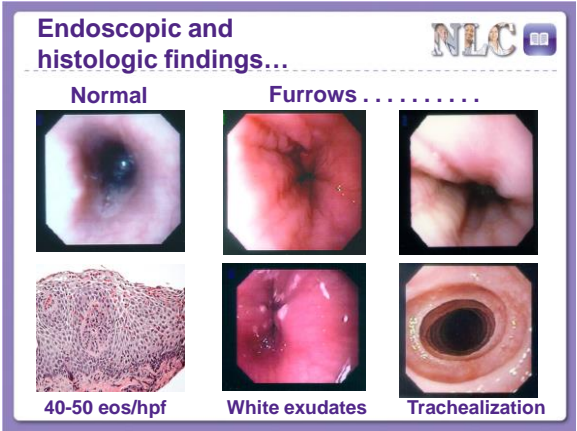 Endoscopic and
histologic findings…
NLC
Normal
Furrows . . . . . . . . . .
40-50 eos/hpf
White exudates
Trachealization